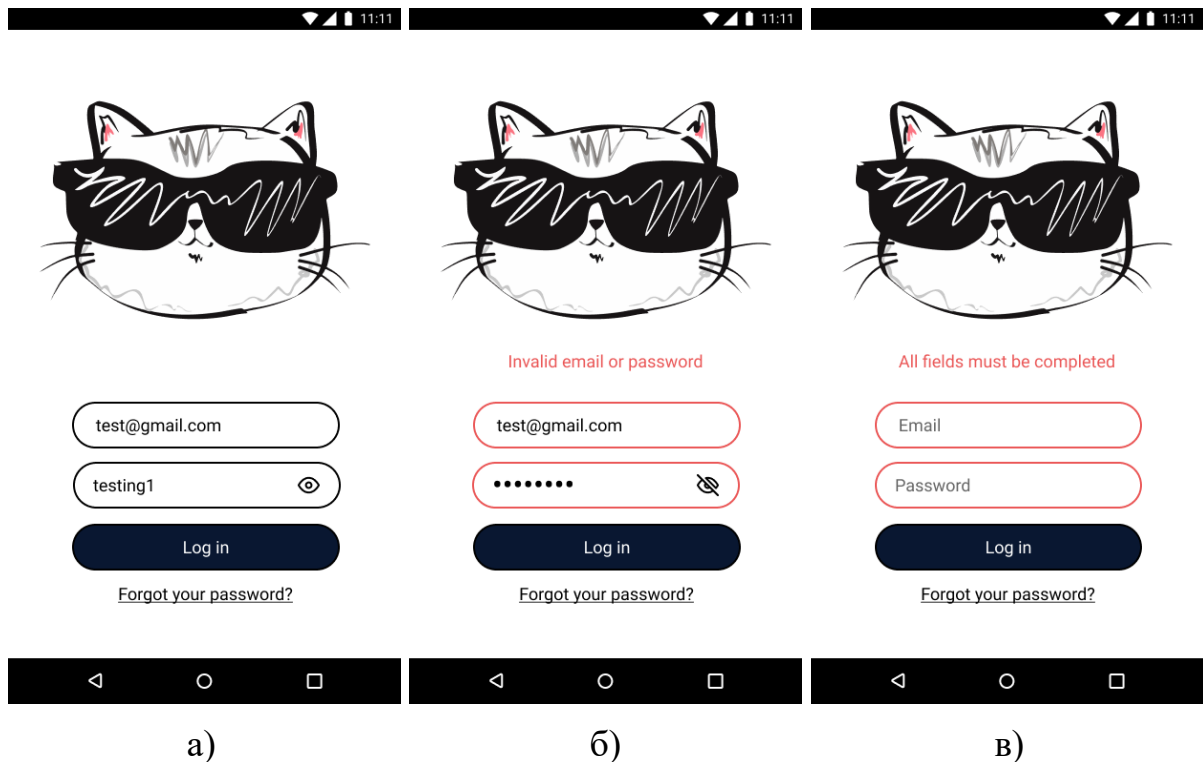 11:11
test@gmail.com
testing1
Log in
Forgot your password?
а)
11:11
Invalid email or password
test@gmail.com
••••••••
Log in
Forgot your password?
б)
11:11
All fields must be completed
Email
Password
Log in
Forgot your password?
в)